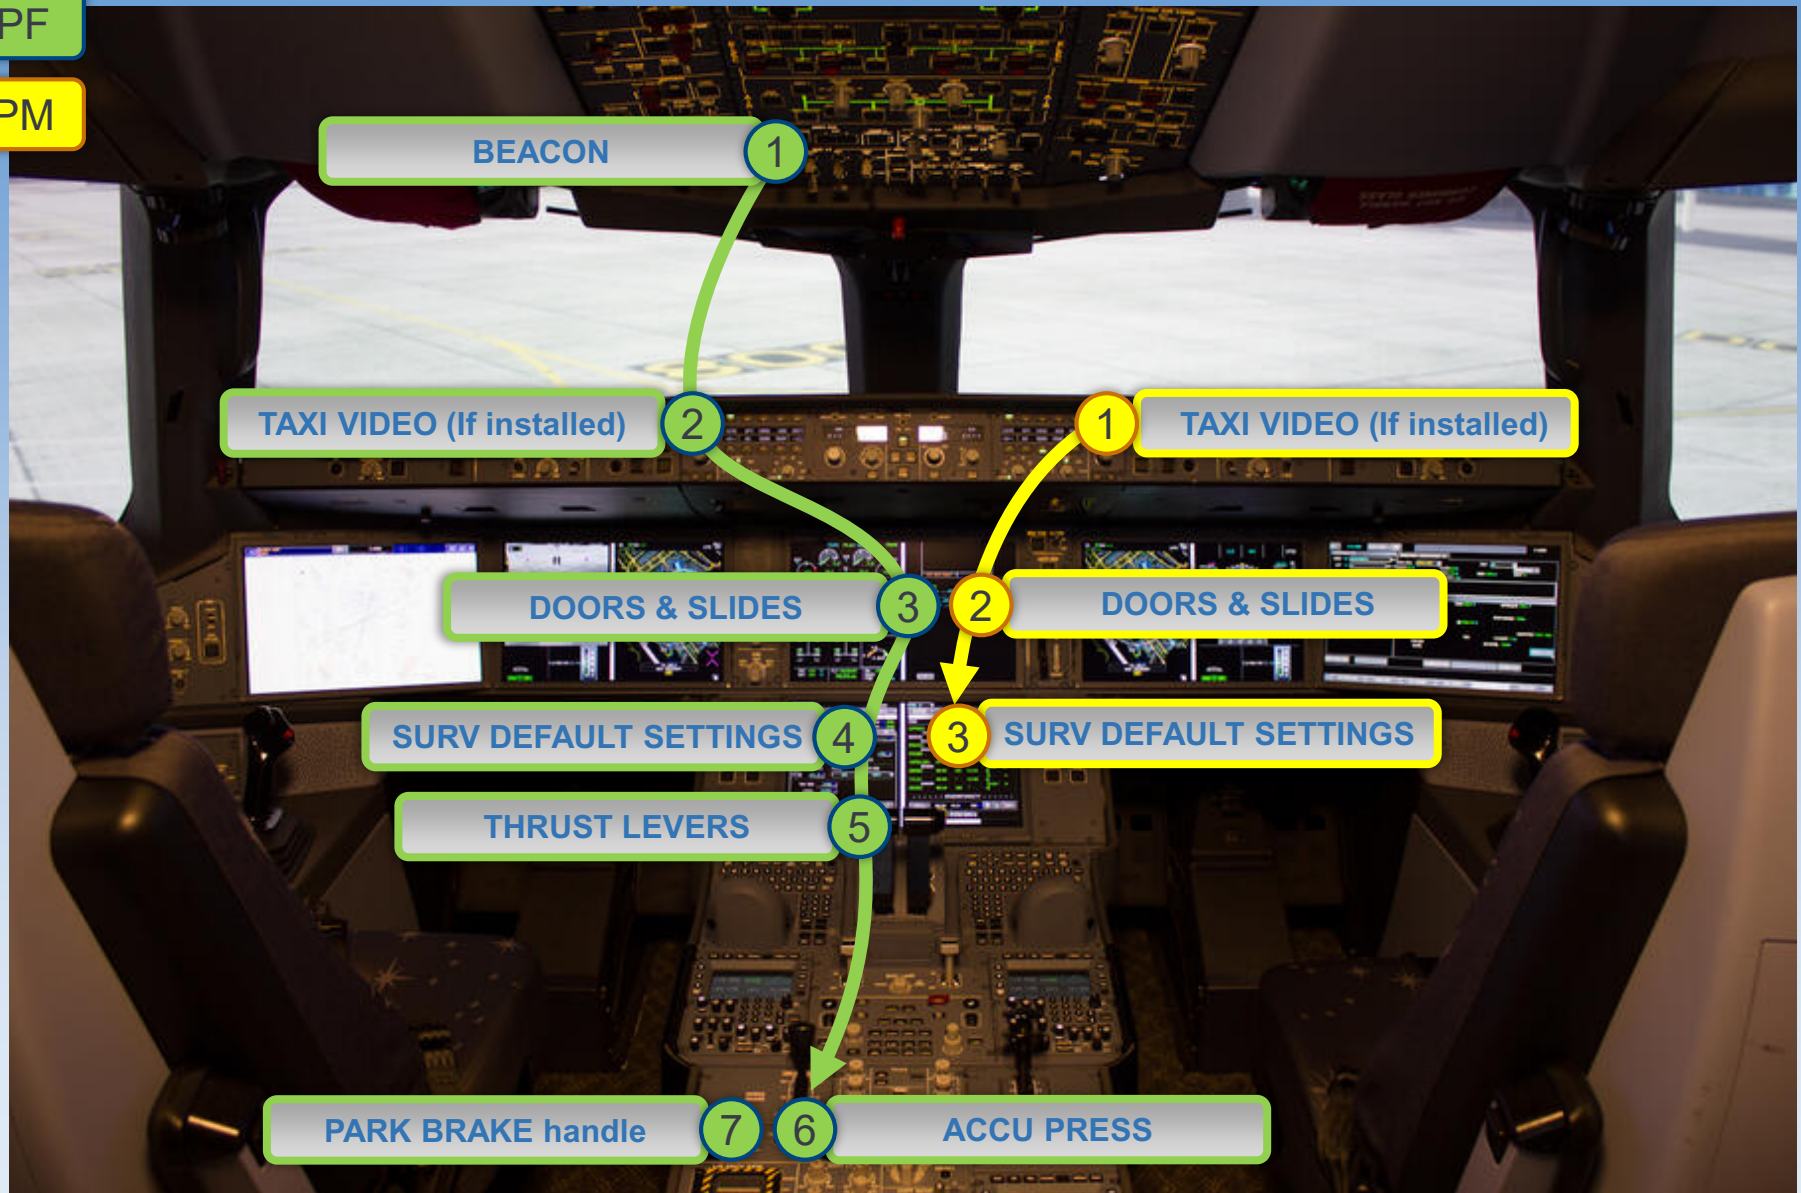 PF
PM
BEACON 1
TAXI VIDEO (If installed) 2
1 TAXI VIDEO (If installed)
DOORS & SLIDES 3
2 DOORS & SLIDES
SURV DEFAULT SETTINGS 4
3 SURV DEFAULT SETTINGS
THRUST LEVERS 5
PARK BRAKE handle 7
6 ACCU PRESS